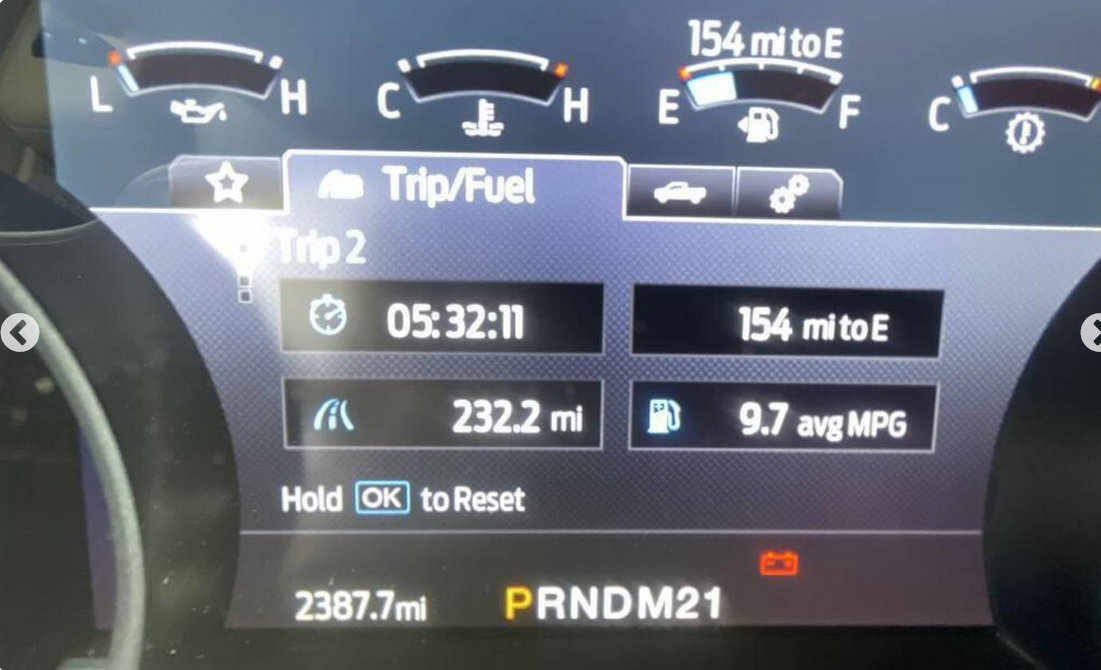 154 mi to E
L H C H E F C
Trip/Fuel
Trip 2
05:32:11
154 mi to E
232.2 mi
9.7 avg MPG
Hold OK to Reset
2387.7mi
PRNDM21